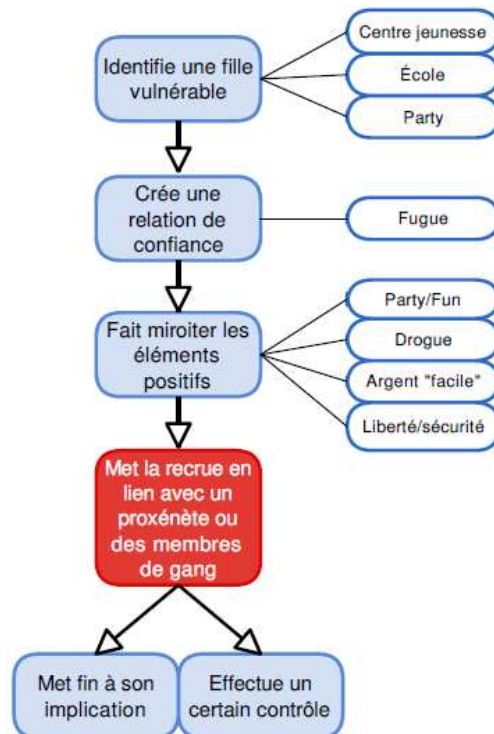 Identifie une fille
vulnérable
Centre jeunesse
École
Party
Crée une
relation de
confiance
Fugue
Fait miroiter les
éléments
positifs
Party/Fun
Drogue
Argent "facile"
Liberté/sécurité
Met la recrue en
lien avec un
proxénète ou
des membres
de gang
Met fin à son
implication
Effectue un
certain contrôle